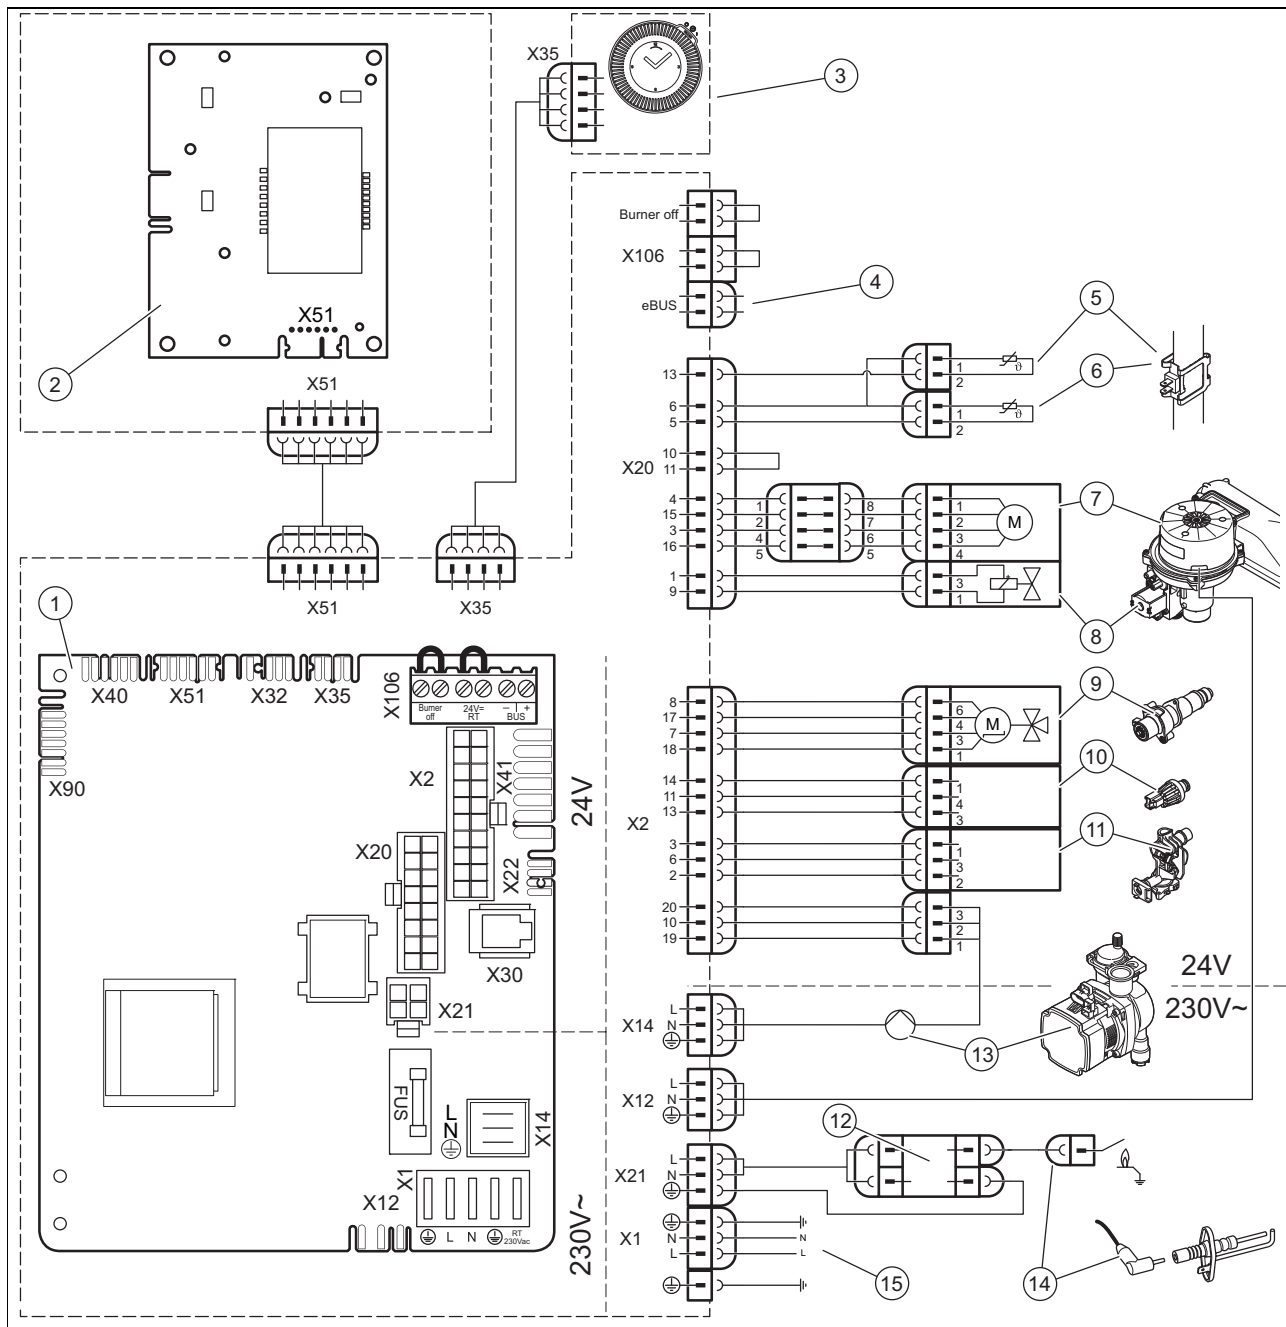 X35
3
X51
2
X51
Burner off
X106
eBUS
4
5
6
13
1
2
6
5
1
2
10
X20
11
4
15
3
16
1
2
4
5
8
7
6
5
1
2
3
4
M
7
1
9
3
1
8
X51
X35
1
X40
X51
X32
X35
X106
Burner
off
24V=
RT
–
+
BUS
X90
X2
X41
24V
X20
X22
X30
X21
FUS
L
N
X14
X1
X12
L
N
RT
230Vac
230V~
8
17
7
18
6
4
3
1
M
9
14
11
13
1
4
3
10
X2
3
6
2
1
3
2
11
20
10
19
3
2
1
24V
230V~
X14
L
N
13
X12
L
N
12
X21
L
N
X1
N
L
N
L
15
14